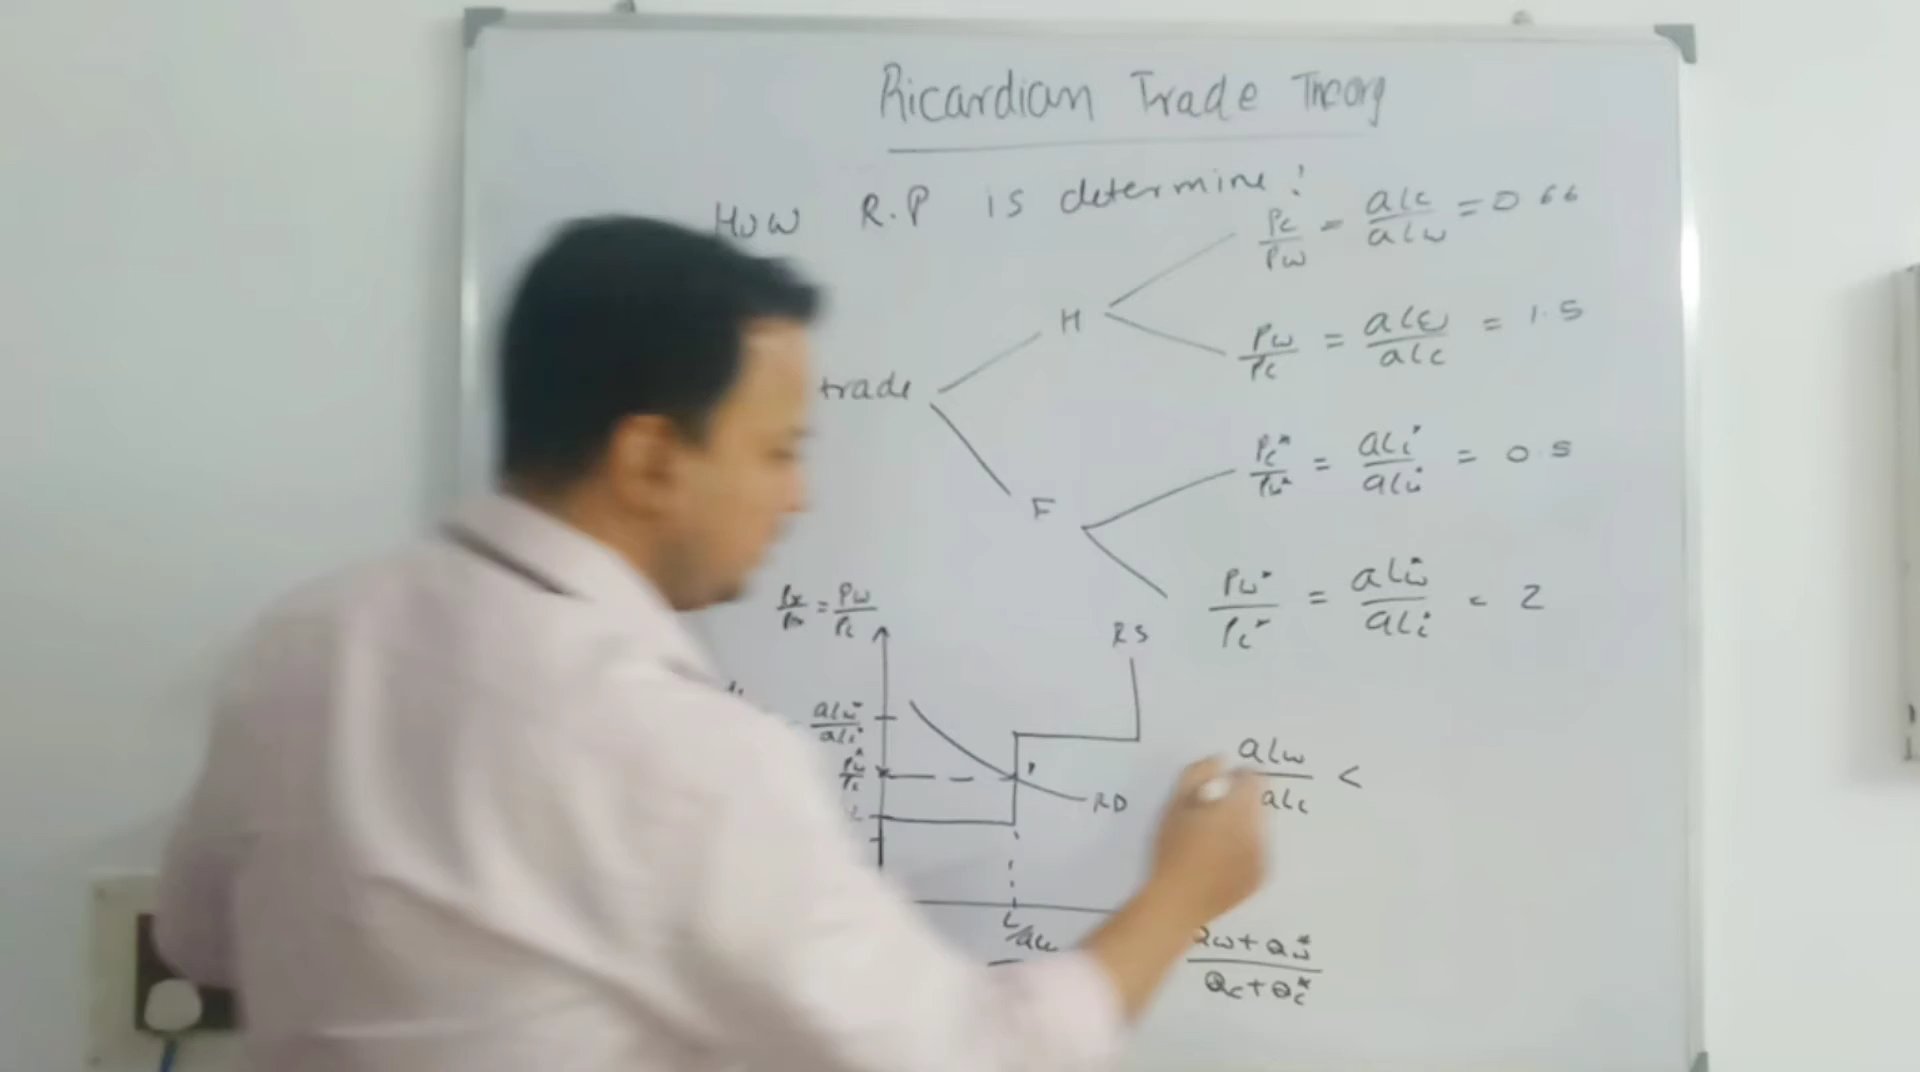 Ricardian Trade Theory
How R.P is determine?
Pc/Pw = aLc/aLw = 0.66
H
Pw/Pc = aLw/aLc = 1.5
trade
Pc*/Pw* = aLc*/aLw* = 0.5
F
Pw*/Pc* = aLw*/aLc* = 2
= Pw/Pc
RS
aLw*/aLc*
aLw/aLc <
RD
L/aLw
Qw+Qw*/Qc+Qc*